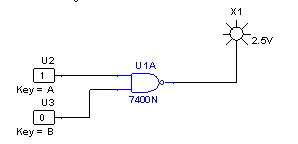 X1
2.5V
U2
1
Key = A
U1A
7400N
U3
0
Key = B